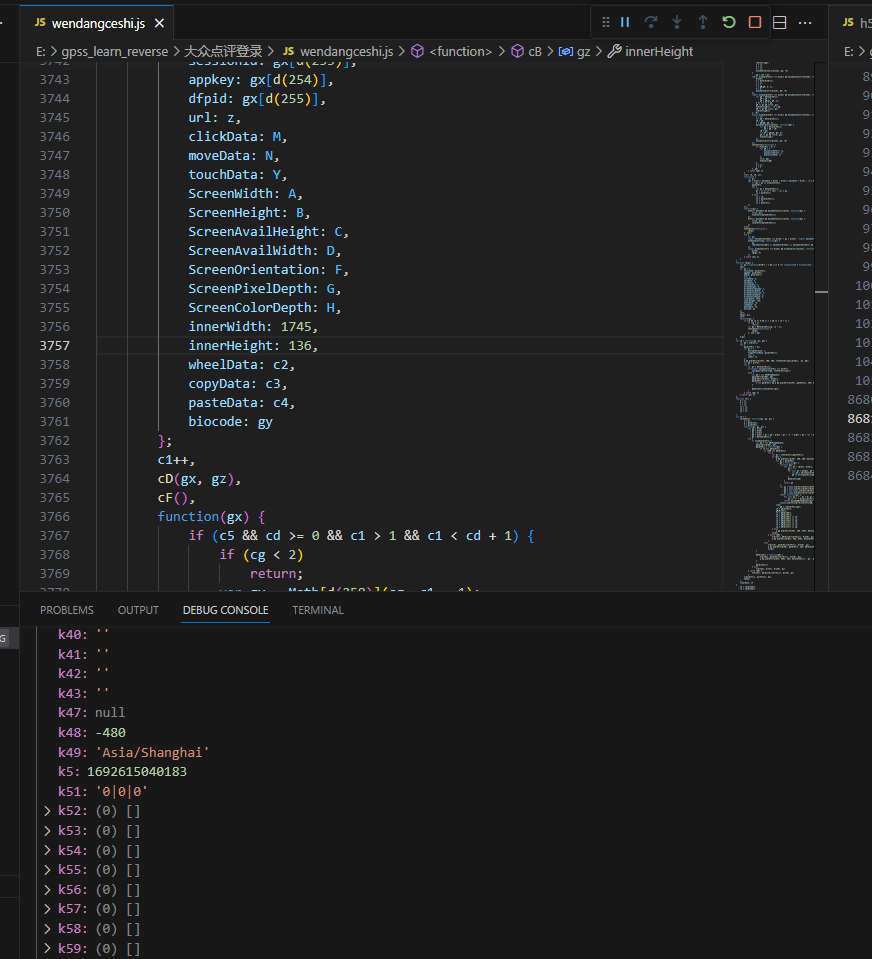 JS wendangceshi.js
JS h5
E: > gpss_learn_reverse > 大众点评登录 > JS wendangceshi.js > <function> > cB > gz > innerHeight
E: >
3743 appkey: gx[d(254)],
3744 dfpid: gx[d(255)],
3745 url: z,
3746 clickData: M,
3747 moveData: N,
3748 touchData: Y,
3749 ScreenWidth: A,
3750 ScreenHeight: B,
3751 ScreenAvailHeight: C,
3752 ScreenAvailWidth: D,
3753 ScreenOrientation: F,
3754 ScreenPixelDepth: G,
3755 ScreenColorDepth: H,
3756 innerWidth: 1745,
3757 innerHeight: 136,
3758 wheelData: c2,
3759 copyData: c3,
3760 pasteData: c4,
3761 biocode: gy
3762 };
3763 c1++,
3764 cD(gx, gz),
3765 cF(),
3766 function(gx) {
3767 if (c5 && cd >= 0 && c1 > 1 && c1 < cd + 1) {
3768 if (cg < 2)
3769 return;
PROBLEMS OUTPUT DEBUG CONSOLE TERMINAL
k40: ''
k41: ''
k42: ''
k43: ''
k47: null
k48: -480
k49: 'Asia/Shanghai'
k5: 1692615040183
k51: '0|0|0'
> k52: (0) []
> k53: (0) []
> k54: (0) []
> k55: (0) []
> k56: (0) []
> k57: (0) []
> k58: (0) []
> k59: (0) []